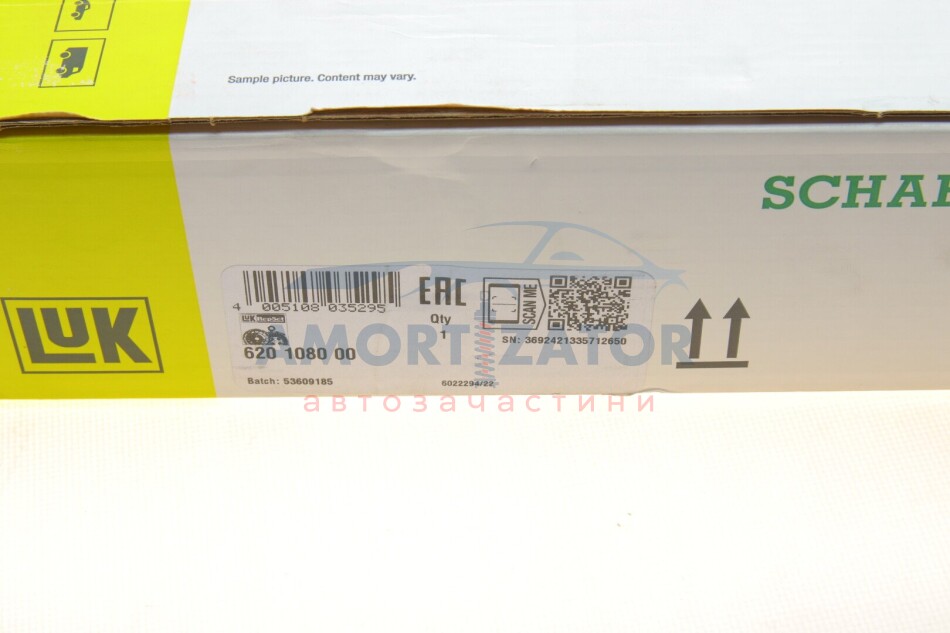 Sample picture. Content may vary.
SCHAE
LUK
4 005108 035295
EAC
Qty
1
SCAN ME
SN: 3692421335712650
620 1080 00
Batch: 53609185
6022294/22
AMORTIZATOR
автозачастини